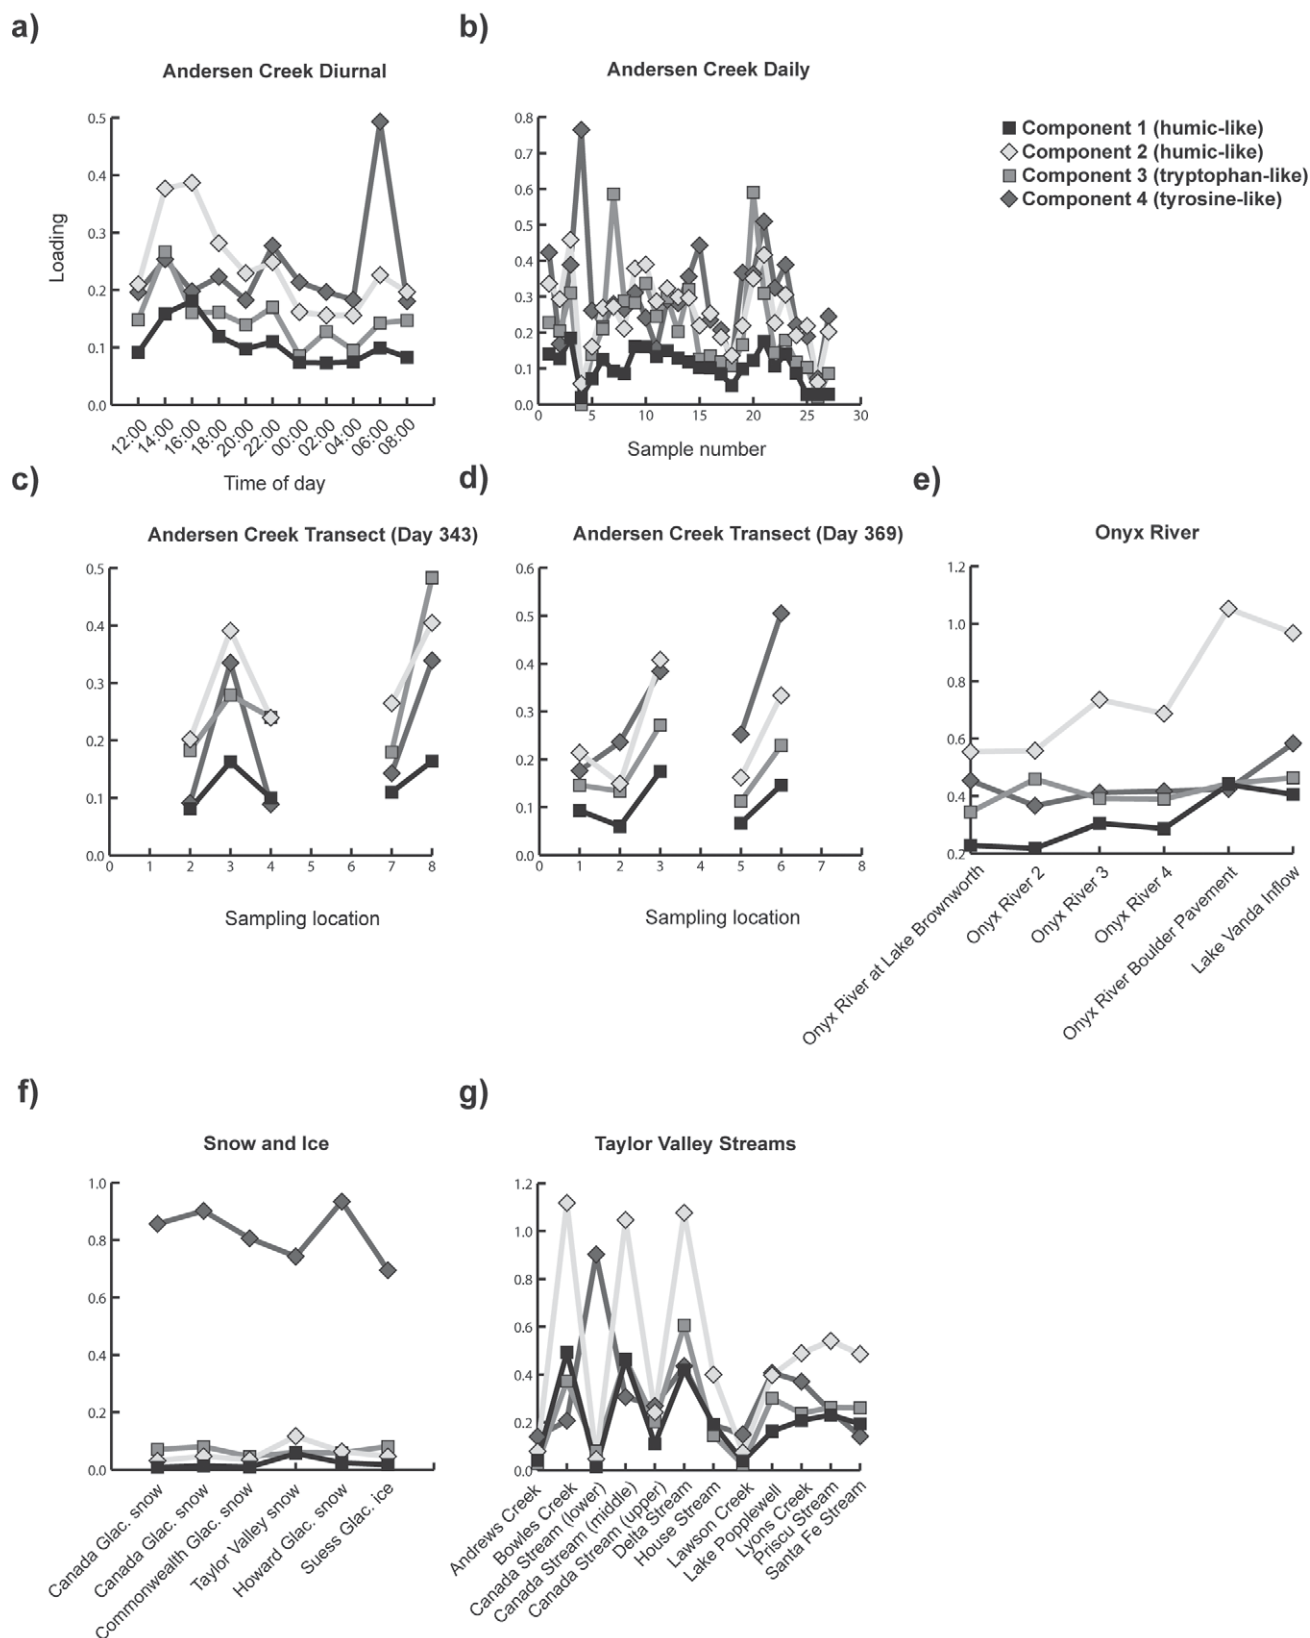 a)
Andersen Creek Diurnal
0.5
0.4
0.3
0.2
0.1
0.0
Loading
12:00
14:00
16:00
18:00
20:00
22:00
00:00
02:00
04:00
06:00
08:00
Time of day
b)
Andersen Creek Daily
0.8
0.7
0.6
0.5
0.4
0.3
0.2
0.1
0.0
0
5
10
15
20
25
30
Sample number
Component 1 (humic-like)
Component 2 (humic-like)
Component 3 (tryptophan-like)
Component 4 (tyrosine-like)
c)
Andersen Creek Transect (Day 343)
0.5
0.4
0.3
0.2
0.1
0.0
0
1
2
3
4
5
6
7
8
Sampling location
d)
Andersen Creek Transect (Day 369)
0.6
0.5
0.4
0.3
0.2
0.1
0.0
0
1
2
3
4
5
6
7
8
Sampling location
e)
Onyx River
1.2
1.0
0.8
0.6
0.4
0.2
Onyx River at Lake Brownworth
Onyx River 2
Onyx River 3
Onyx River 4
Onyx River Boulder Pavement
Lake Vanda Inflow
f)
Snow and Ice
1.0
0.8
0.6
0.4
0.2
0.0
Canada Glac. snow
Canada Glac. snow
Commonwealth Glac. snow
Taylor Valley snow
Howard Glac. snow
Suess Glac. ice
g)
Taylor Valley Streams
1.2
1.0
0.8
0.6
0.4
0.2
0.0
Andrews Creek
Bowles Creek
Canada Stream (lower)
Canada Stream (middle)
Canada Stream (upper)
Delta Stream
House Stream
Lawson Creek
Lake Popplewell
Lyons Creek
Priscu Stream
Santa Fe Stream